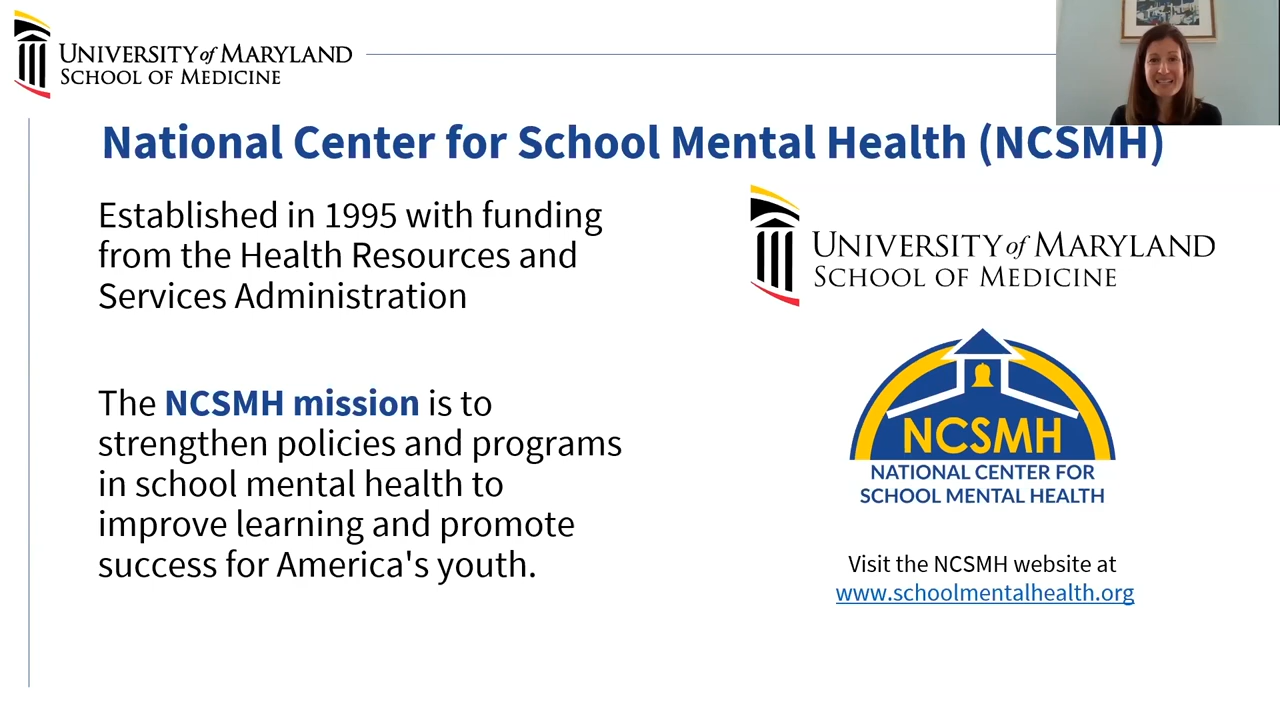 UNIVERSITY of MARYLAND
SCHOOL OF MEDICINE
National Center for School Mental Health (NCSMH)
Established in 1995 with funding
from the Health Resources and
Services Administration
The NCSMH mission is to
strengthen policies and programs
in school mental health to
improve learning and promote
success for America's youth.
UNIVERSITY of MARYLAND
SCHOOL OF MEDICINE
NCSMH
NATIONAL CENTER FOR
SCHOOL MENTAL HEALTH
Visit the NCSMH website at
www.schoolmentalhealth.org